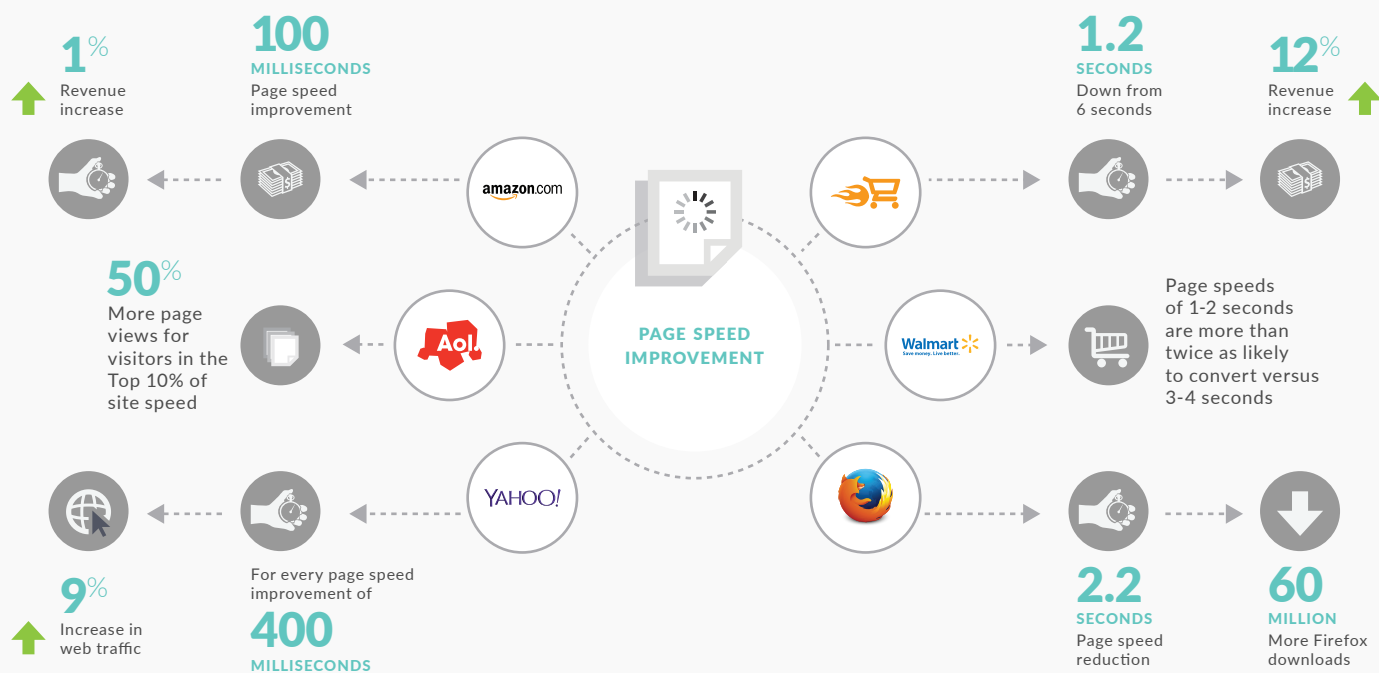 1%
Revenue
increase
100
MILLISECONDS
Page speed
improvement
amazon.com
50%
More page
views for
visitors in the
Top 10% of
site speed
Aol.
9%
Increase in
web traffic
For every page speed
improvement of
400
MILLISECONDS
YAHOO!
PAGE SPEED
IMPROVEMENT
1.2
SECONDS
Down from
6 seconds
12%
Revenue
increase
Walmart
Save money. Live better.
Page speeds
of 1-2 seconds
are more than
twice as likely
to convert versus
3-4 seconds
2.2
SECONDS
Page speed
reduction
60
MILLION
More Firefox
downloads